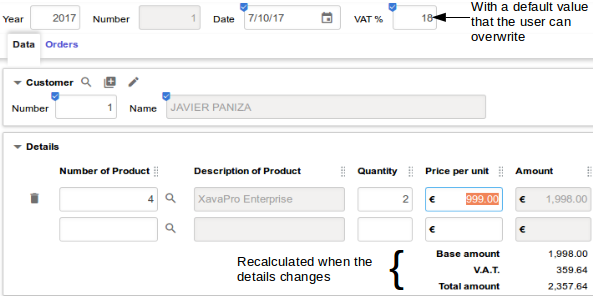 Year 2017 Number 1 Date 7/10/17 VAT % 18 With a default value
that the user can
overwrite
Data Orders
Customer
Number 1 Name JAVIER PANIZA
Details
Number of Product Description of Product Quantity Price per unit Amount
4 XavaPro Enterprise 2 € 999.00 € 1,998.00
€ €
Base amount 1,998.00
Recalculated when the
details changes
V.A.T. 359.64
Total amount 2,357.64